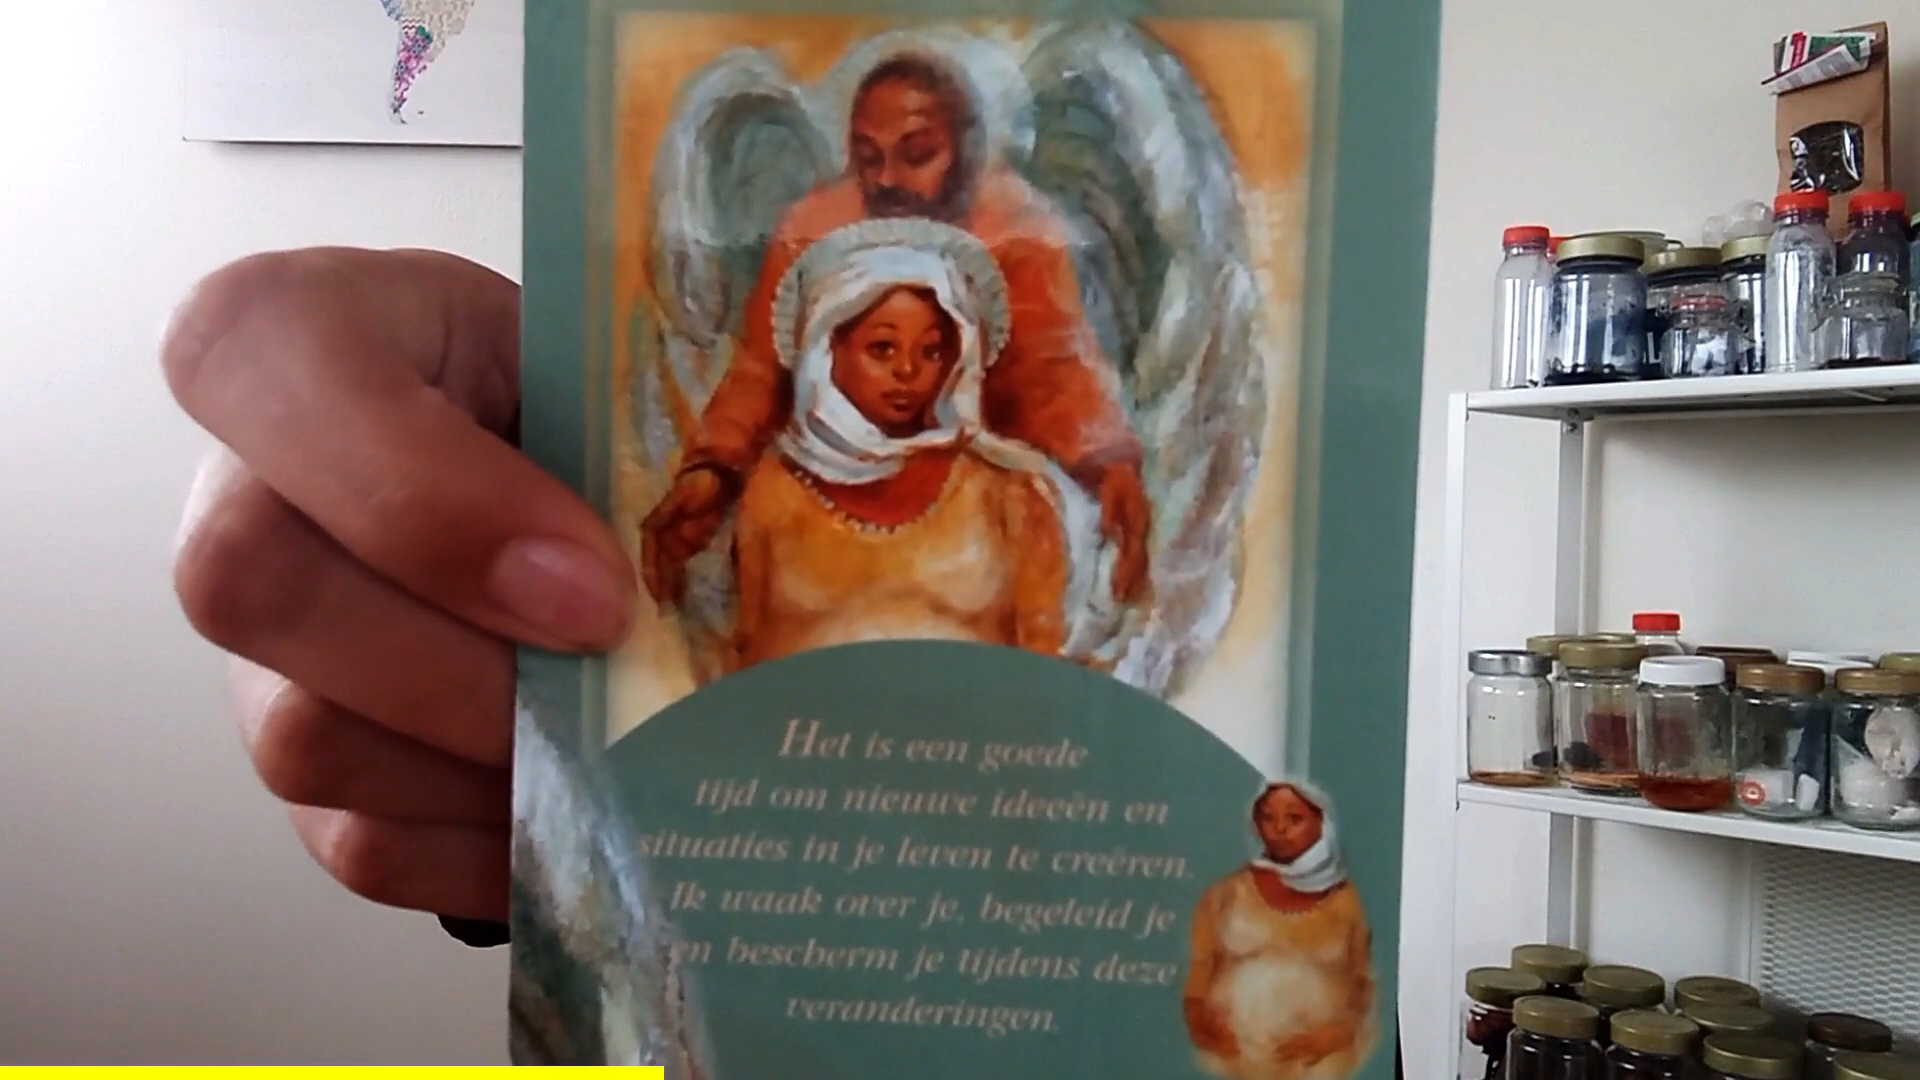 Het is een goede
tijd om nieuwe ideeën en
situaties in je leven te creëren.
Ik waak over je, begeleid je
en bescherm je tijdens deze
veranderingen.